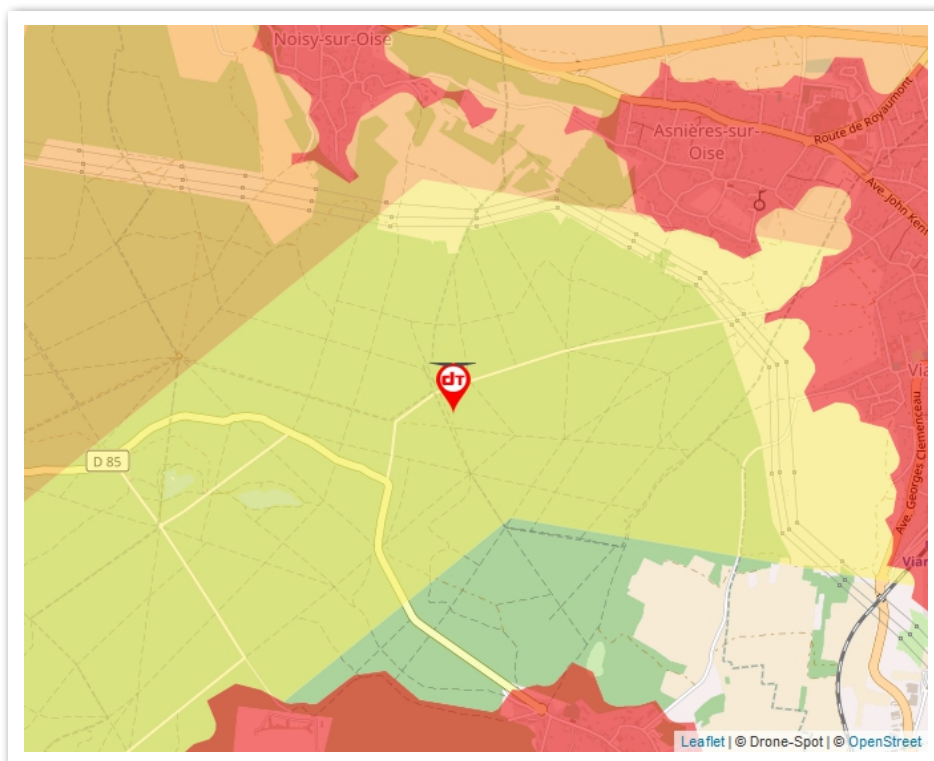 Noisy-sur-Oise
Asnières-sur-
Oise
Route de Royaumont
Ave. John Kent
dT
D 85
Via
Ave. Georges Clemenceau
Viar
Leaflet | © Drone-Spot | © OpenStreet